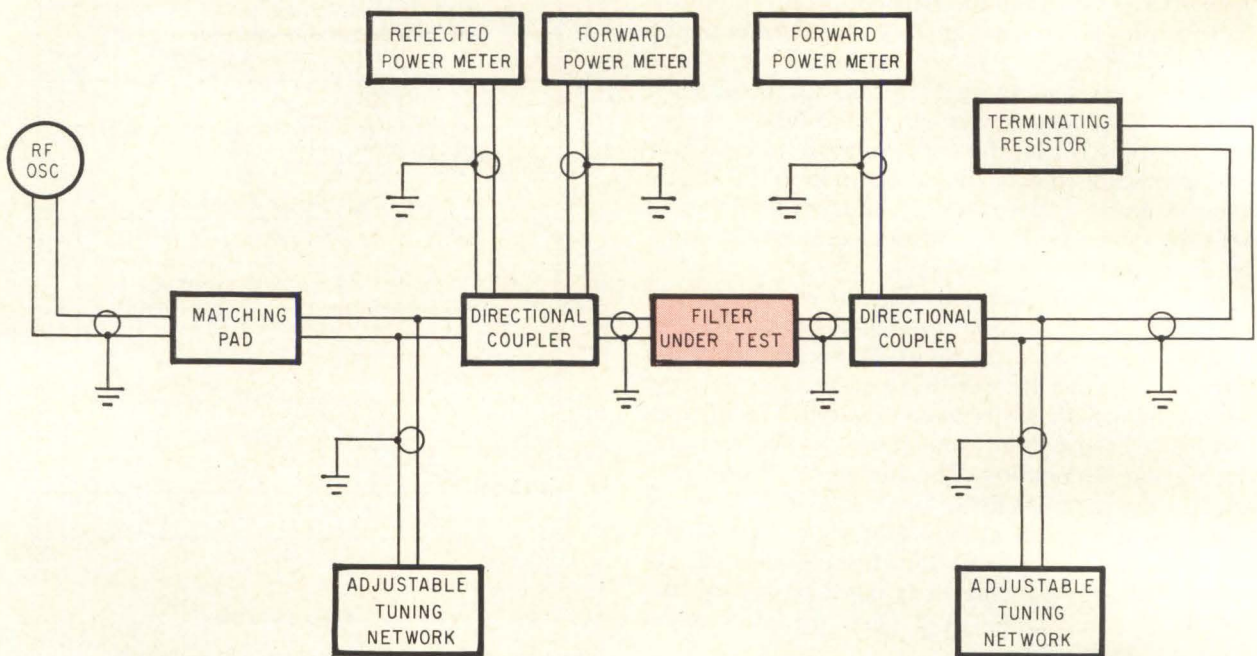 REFLECTED
POWER METER
FORWARD
POWER METER
FORWARD
POWER METER
TERMINATING
RESISTOR
RF
OSC
MATCHING
PAD
DIRECTIONAL
COUPLER
FILTER
UNDER TEST
DIRECTIONAL
COUPLER
ADJUSTABLE
TUNING
NETWORK
ADJUSTABLE
TUNING
NETWORK